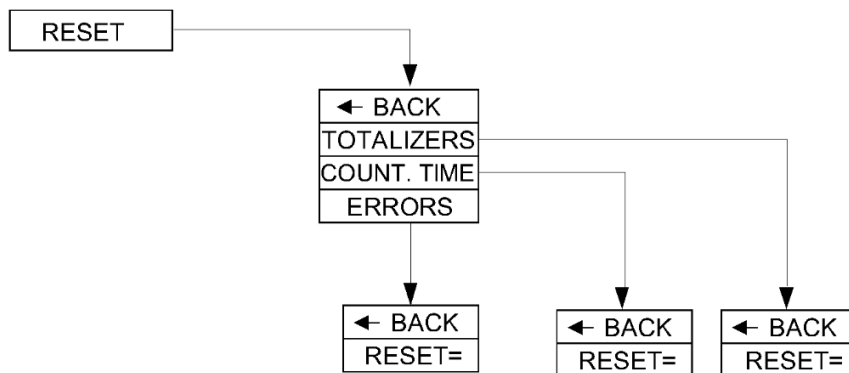 RESET
← BACK
TOTALIZERS
COUNT. TIME
ERRORS
← BACK
RESET=
← BACK
RESET=
← BACK
RESET=